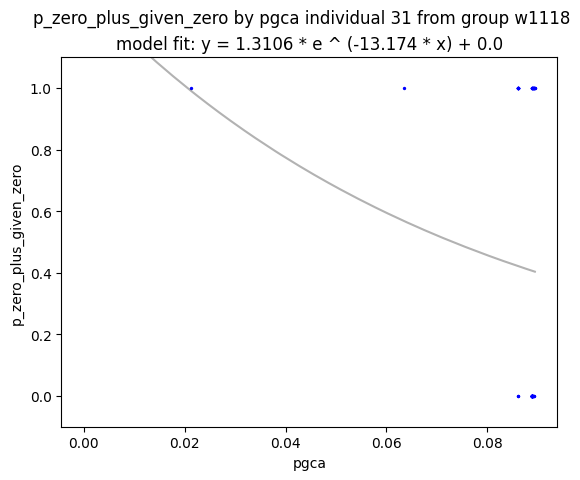 p_zero_plus_given_zero by pgca individual 31 from group w1118
model fit: y = 1.3106 * e ^ (-13.174 * x) + 0.0
1.0
0.8
0.6
0.4
0.2
0.0
p_zero_plus_given_zero
0.00 0.02 0.04 0.06 0.08
pgca